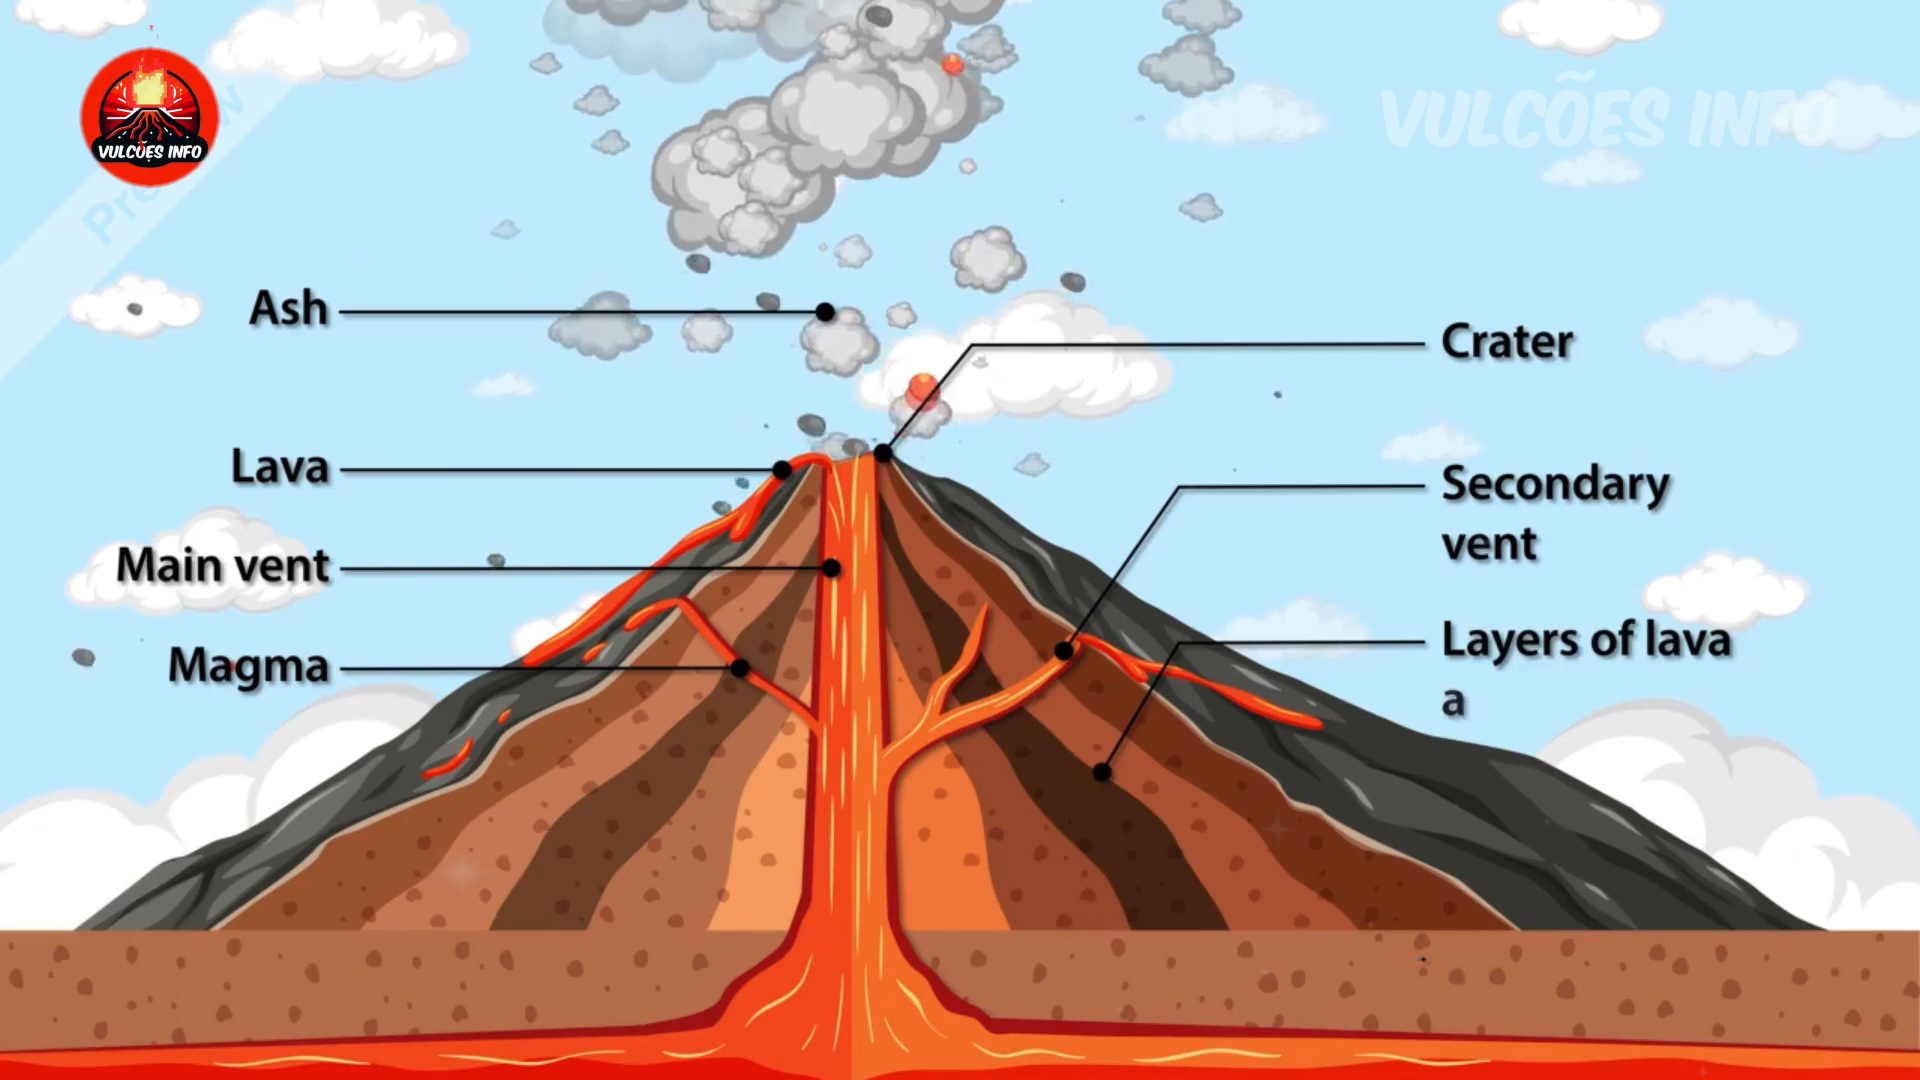 VULCÕES INFO
VULCÕES INFO
Ash
Crater
Lava
Secondary
vent
Main vent
Layers of lava
a
Magma